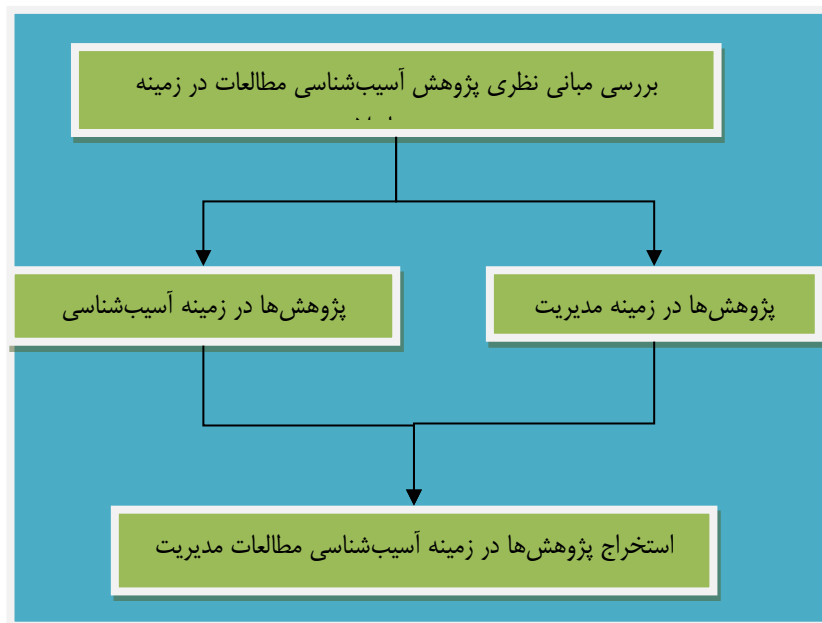 بررسی مبانی نظری پژوهش آسیب‌شناسی مطالعات در زمینه
پژوهش‌ها در زمینه مدیریت
پژوهش‌ها در زمینه آسیب‌شناسی
استخراج پژوهش‌ها در زمینه آسیب‌شناسی مطالعات مدیریت